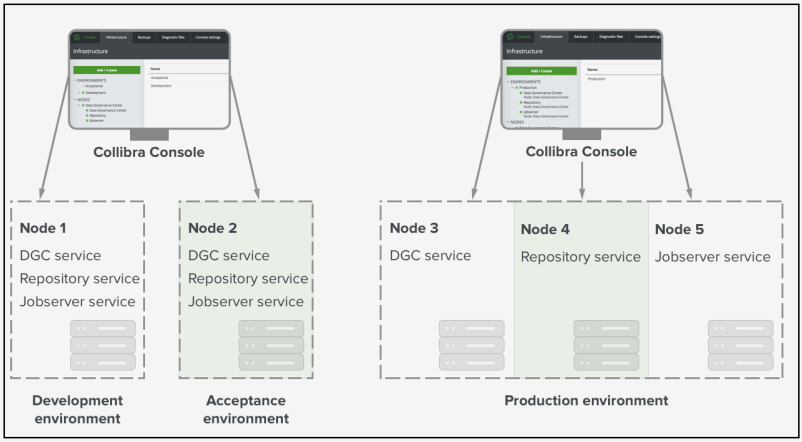 Console Infrastructure Backups Diagnostic files Console settings
Infrastructure
Add / Create
Name
ENVIRONMENTS
Acceptance
Acceptance
Development
Development
NODES
Data Governance Center
Data Governance Center
Repository
Jobserver
Collibra Console
Console Infrastructure Backups Diagnostic files Console settings
Infrastructure
Add / Create
Name
ENVIRONMENTS
Production
Production
Data Governance Center
Node: Data Governance Center
Repository
Node: Data Governance Center
Jobserver
Node: Data Governance Center
NODES
Collibra Console
Node 1
DGC service
Repository service
Jobserver service
Development
environment
Node 2
DGC service
Repository service
Jobserver service
Acceptance
environment
Node 3
DGC service
Node 4
Repository service
Node 5
Jobserver service
Production environment